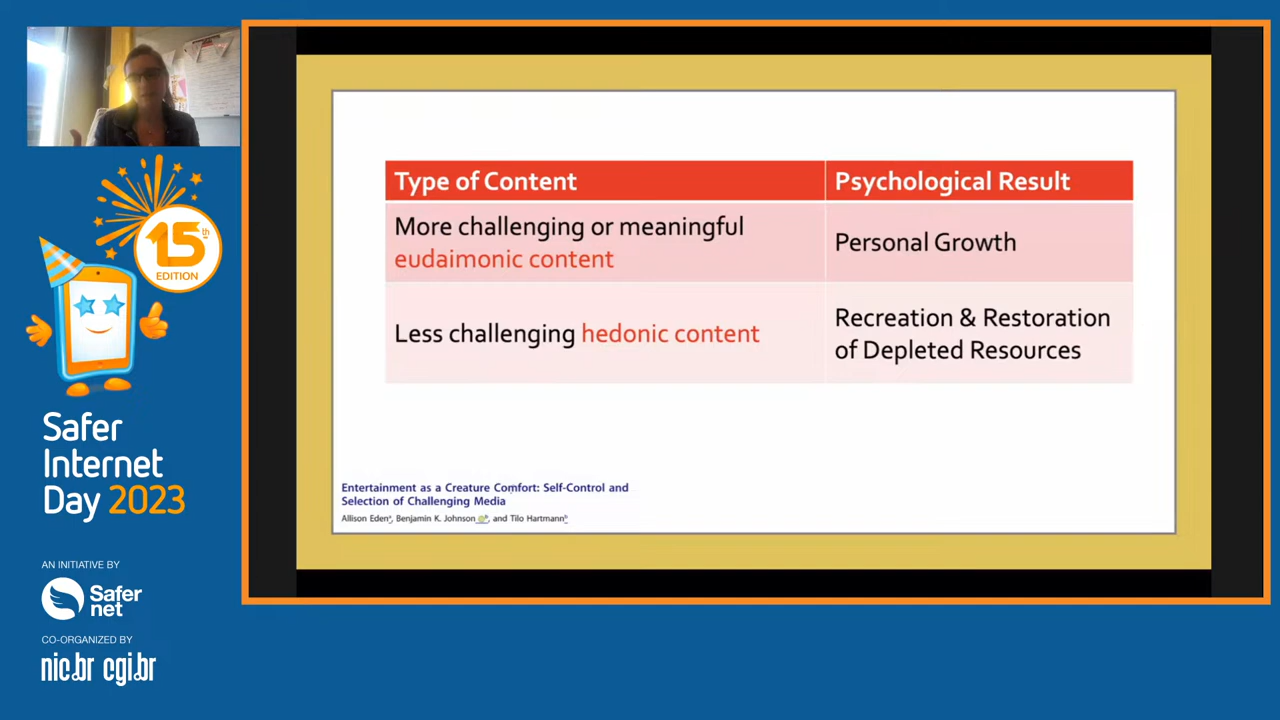 15th
EDITION
Safer
Internet
Day 2023
AN INITIATIVE BY
Safer
net
CO-ORGANIZED BY
nic.br cgi.br
Type of Content
Psychological Result
More challenging or meaningful
eudaimonic content
Personal Growth
Less challenging hedonic content
Recreation & Restoration
of Depleted Resources
Entertainment as a Creature Comfort: Self-Control and
Selection of Challenging Media
Allison Edenᵃ, Benjamin K. Johnson ᵇ, and Tilo Hartmannᵇ